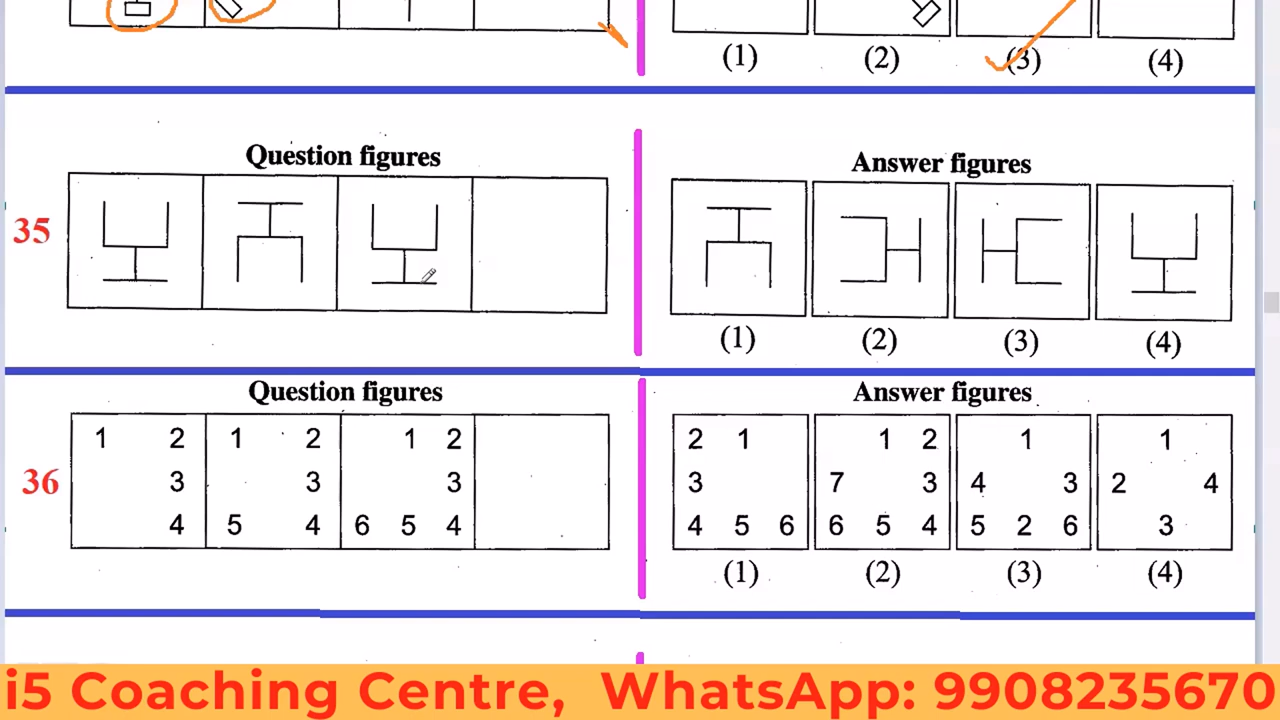 (1) (2) (3) (4)
Question figures Answer figures
35
(1) (2) (3) (4)
Question figures Answer figures
36
1 2 1 2 1 2 2 1 1 2 1 1
3 3 3 3 7 3 4 3 2 4
4 5 4 6 5 4 4 5 6 6 5 4 5 2 6 3
(1) (2) (3) (4)
i5 Coaching Centre, WhatsApp: 9908235670